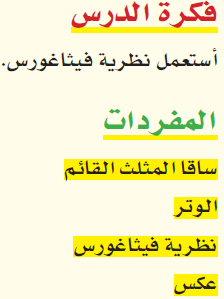 فكرة الدرس
أستعمل نظرية فيثاغورس.
المفردات
ساقا المثلث القائم
الوتر
نظرية فيثاغورس
عكس